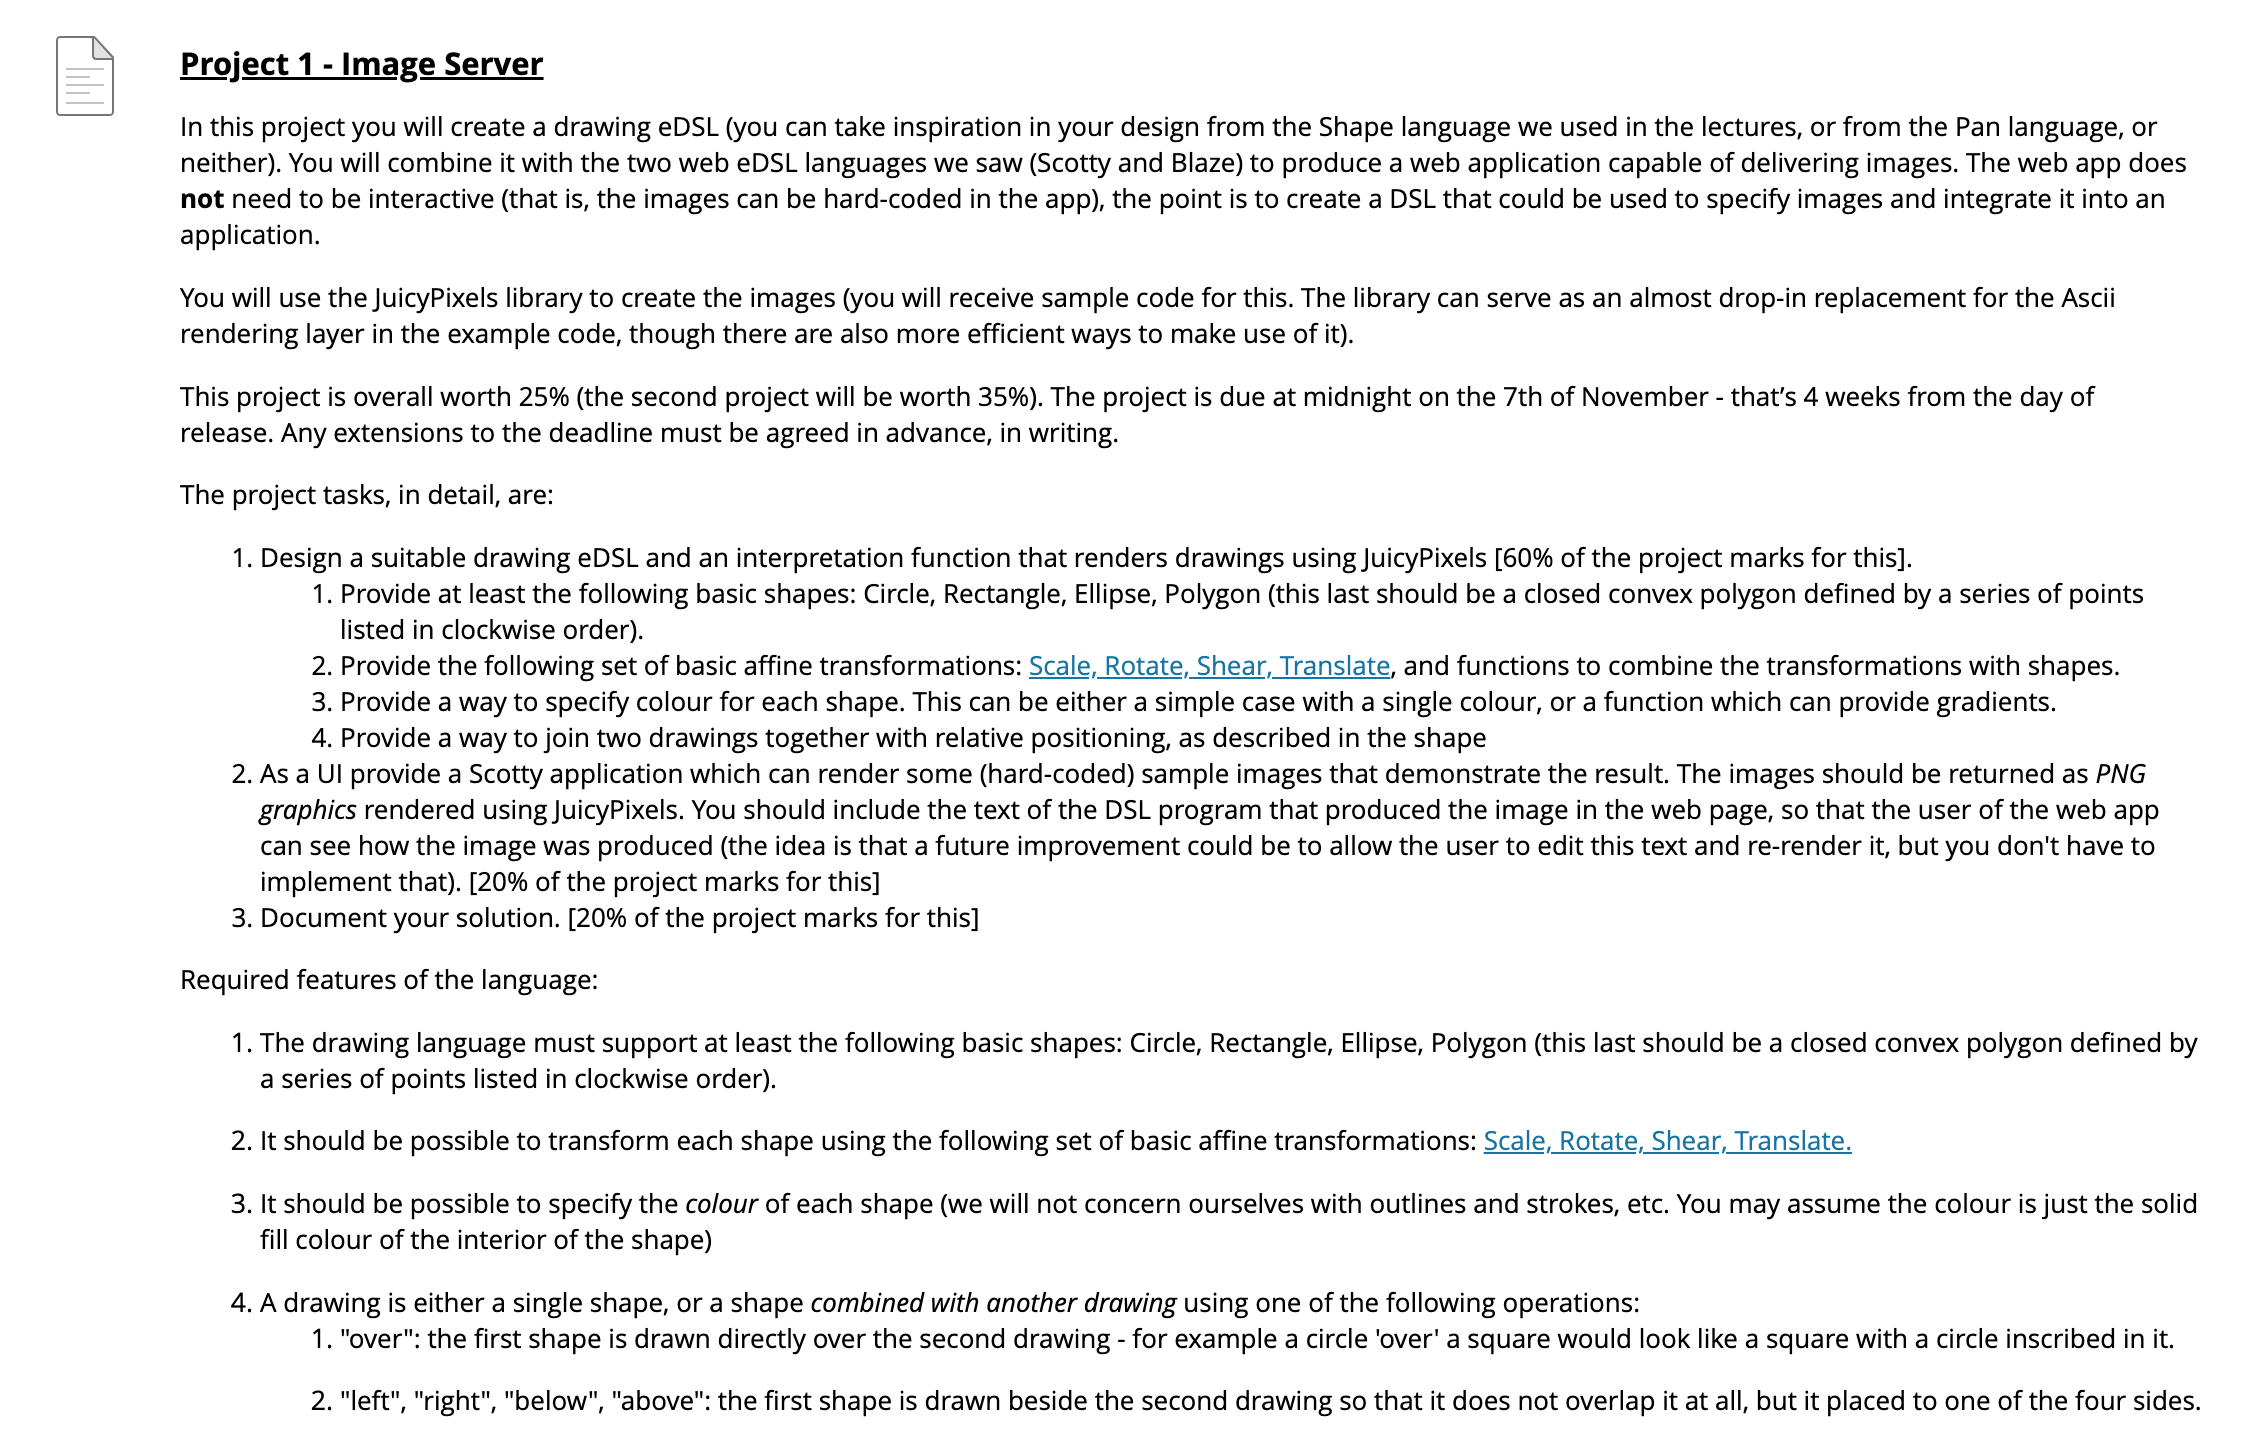 Project 1 - Image Server
In this project you will create a drawing eDSL (you can take inspiration in your design from the Shape language we used in the lectures, or from the Pan language, or
neither). You will combine it with the two web eDSL languages we saw (Scotty and Blaze) to produce a web application capable of delivering images. The web app does
not need to be interactive (that is, the images can be hard-coded in the app), the point is to create a DSL that could be used to specify images and integrate it into an
application.
You will use the JuicyPixels library to create the images (you will receive sample code for this. The library can serve as an almost drop-in replacement for the Ascii
rendering layer in the example code, though there are also more efficient ways to make use of it).
This project is overall worth 25% (the second project will be worth 35%). The project is due at midnight on the 7th of November - that’s 4 weeks from the day of
release. Any extensions to the deadline must be agreed in advance, in writing.
The project tasks, in detail, are:
1. Design a suitable drawing eDSL and an interpretation function that renders drawings using JuicyPixels [60% of the project marks for this].
1. Provide at least the following basic shapes: Circle, Rectangle, Ellipse, Polygon (this last should be a closed convex polygon defined by a series of points
listed in clockwise order).
2. Provide the following set of basic affine transformations: Scale, Rotate, Shear, Translate, and functions to combine the transformations with shapes.
3. Provide a way to specify colour for each shape. This can be either a simple case with a single colour, or a function which can provide gradients.
4. Provide a way to join two drawings together with relative positioning, as described in the shape
2. As a UI provide a Scotty application which can render some (hard-coded) sample images that demonstrate the result. The images should be returned as PNG
graphics rendered using JuicyPixels. You should include the text of the DSL program that produced the image in the web page, so that the user of the web app
can see how the image was produced (the idea is that a future improvement could be to allow the user to edit this text and re-render it, but you don't have to
implement that). [20% of the project marks for this]
3. Document your solution. [20% of the project marks for this]
Required features of the language:
1. The drawing language must support at least the following basic shapes: Circle, Rectangle, Ellipse, Polygon (this last should be a closed convex polygon defined by
a series of points listed in clockwise order).
2. It should be possible to transform each shape using the following set of basic affine transformations: Scale, Rotate, Shear, Translate.
3. It should be possible to specify the colour of each shape (we will not concern ourselves with outlines and strokes, etc. You may assume the colour is just the solid
fill colour of the interior of the shape)
4. A drawing is either a single shape, or a shape combined with another drawing using one of the following operations:
1. "over": the first shape is drawn directly over the second drawing - for example a circle 'over' a square would look like a square with a circle inscribed in it.
2. "left", "right", "below", "above": the first shape is drawn beside the second drawing so that it does not overlap it at all, but it placed to one of the four sides.